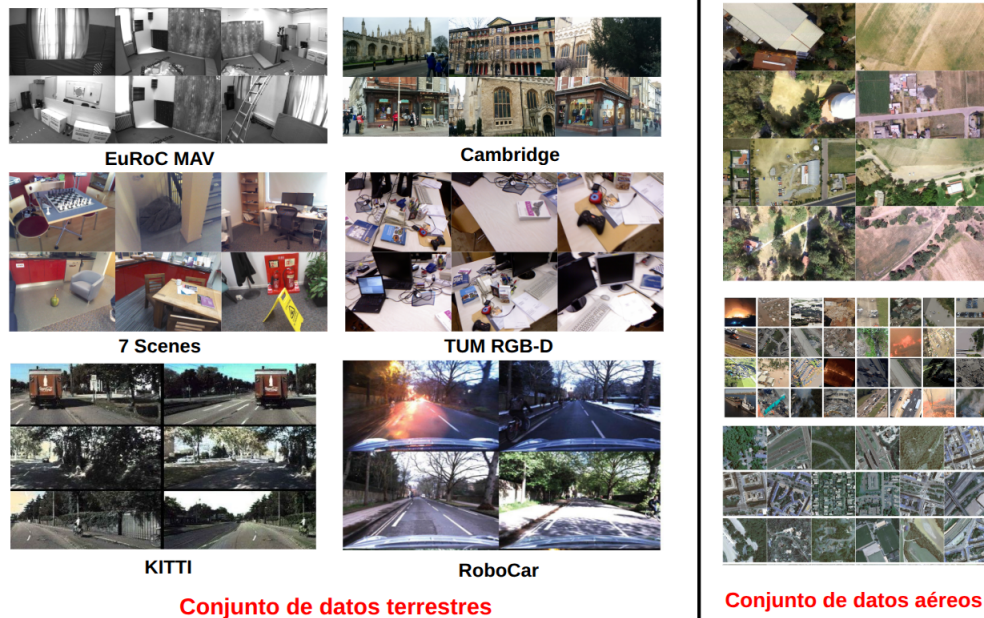 EuRoC MAV
Cambridge
7 Scenes
TUM RGB-D
KITTI
RoboCar
Conjunto de datos terrestres
Conjunto de datos aéreos